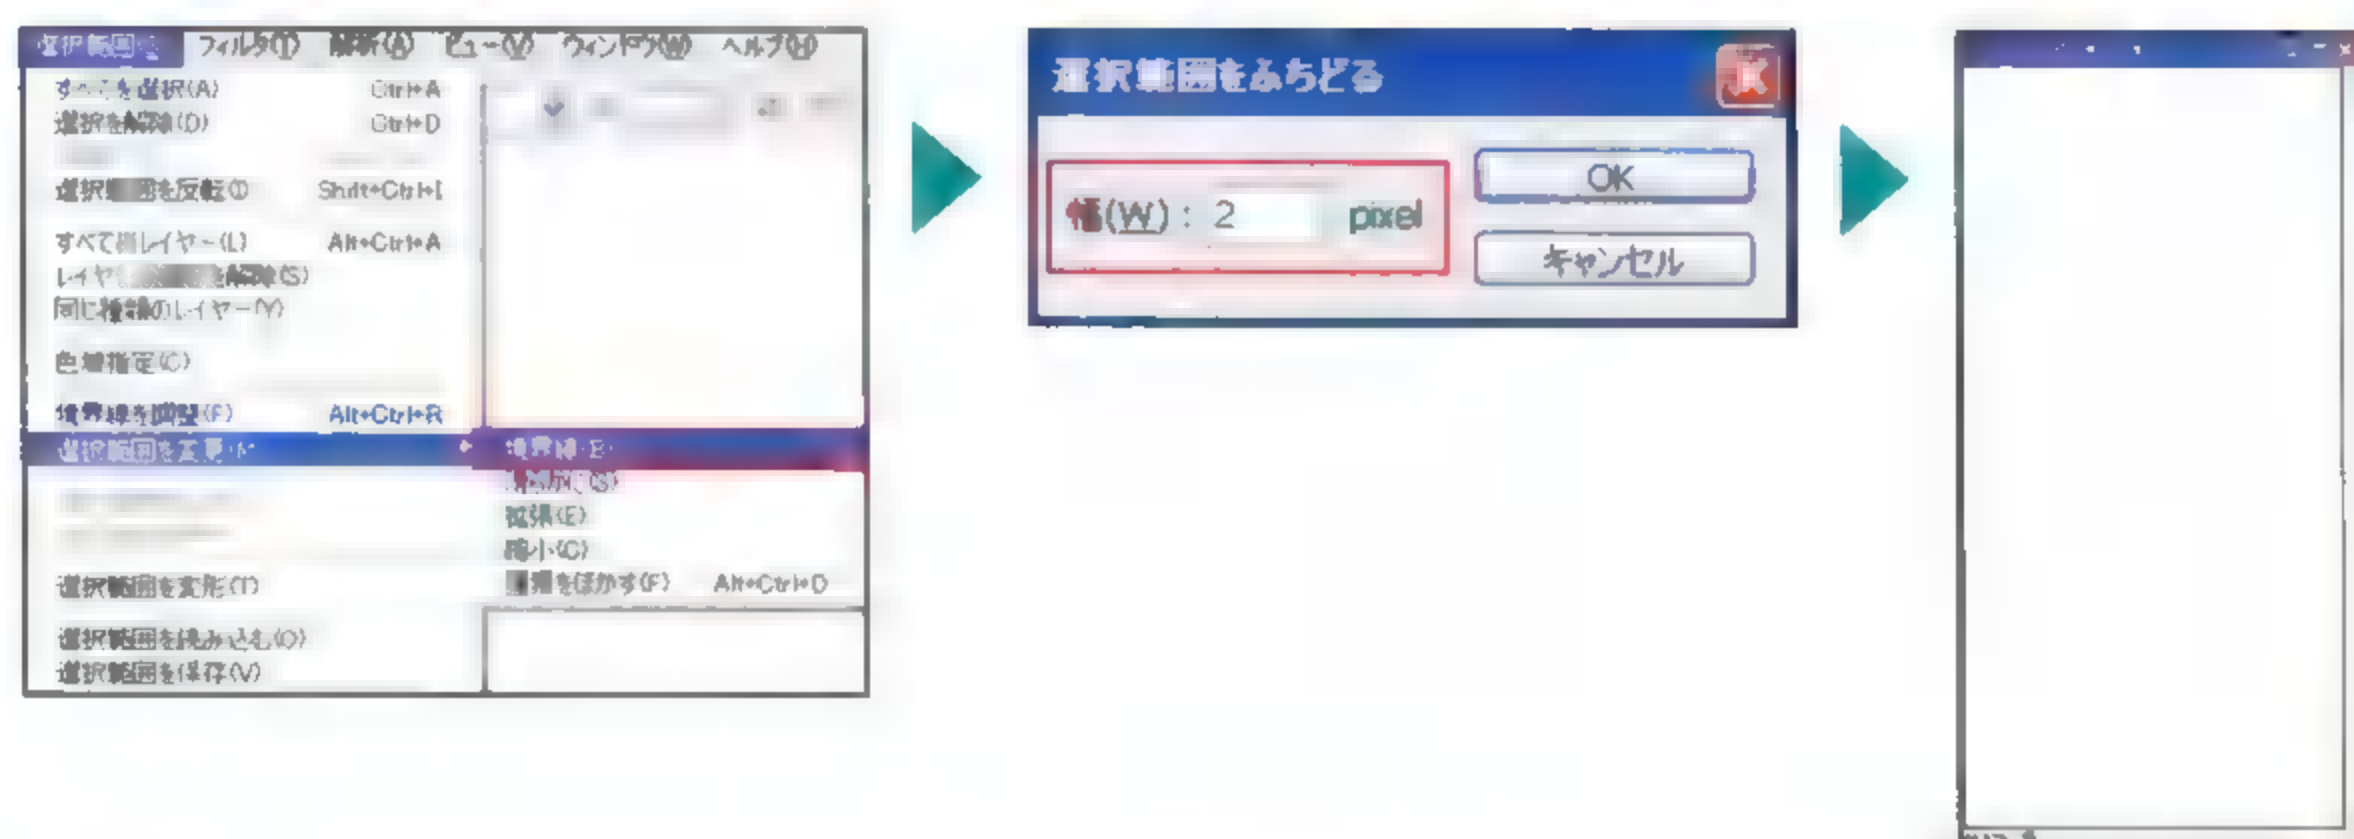 選択範囲 フィルタ(T) 解析(A) ビュー(V) ウィンドウ(W) ヘルプ(H)
すべてを選択(A) Ctrl+A
選択を解除(D) Ctrl+D
選択範囲を反転(I) Shift+Ctrl+I
すべてのレイヤー(L) Alt+Ctrl+A
レイヤー を解除(S)
同じ種類のレイヤー(Y)
色域指定(C)
境界線を調整(F) Alt+Ctrl+R
選択範囲を変更(M) 境界線(B)
(S)
拡張(E)
縮小(C)
境界をぼかす(F) Alt+Ctrl+D
選択範囲を変形(T)
選択範囲を読み込む(O)
選択範囲を保存(V)
選択範囲をふちどる
幅(W) : 2 pixel
OK
キャンセル